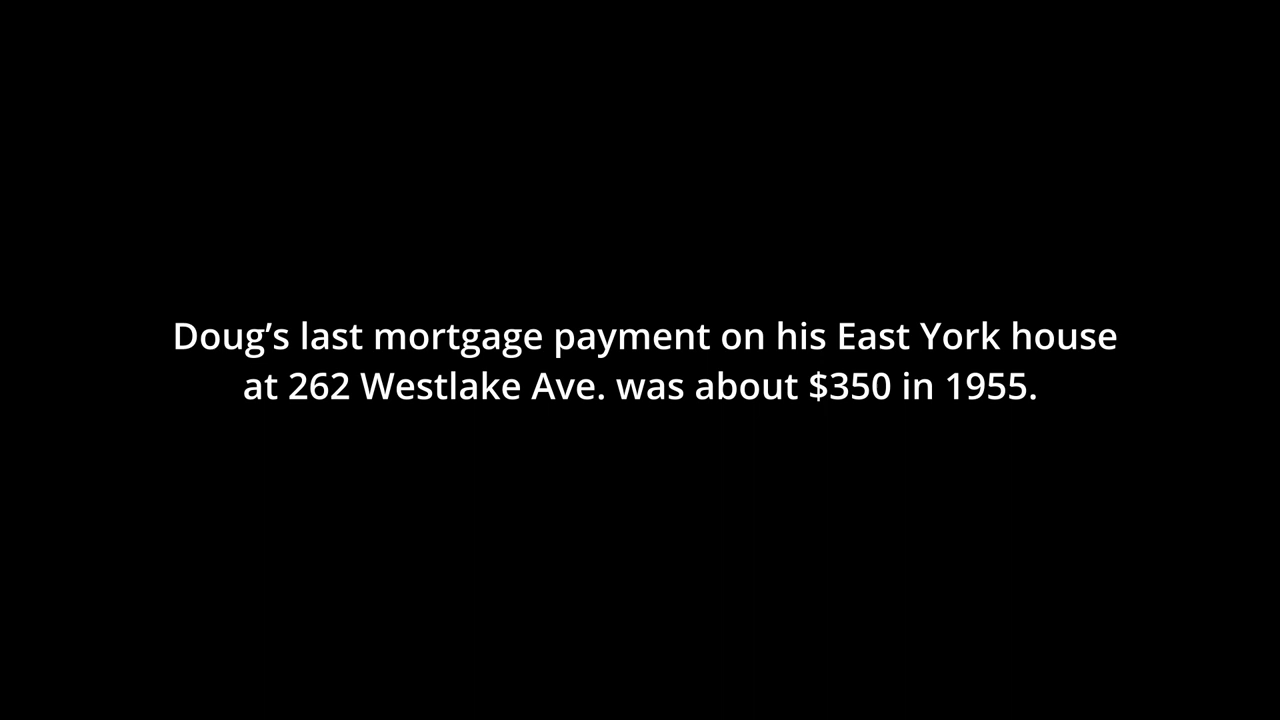 Doug’s last mortgage payment on his East York house
at 262 Westlake Ave. was about $350 in 1955.